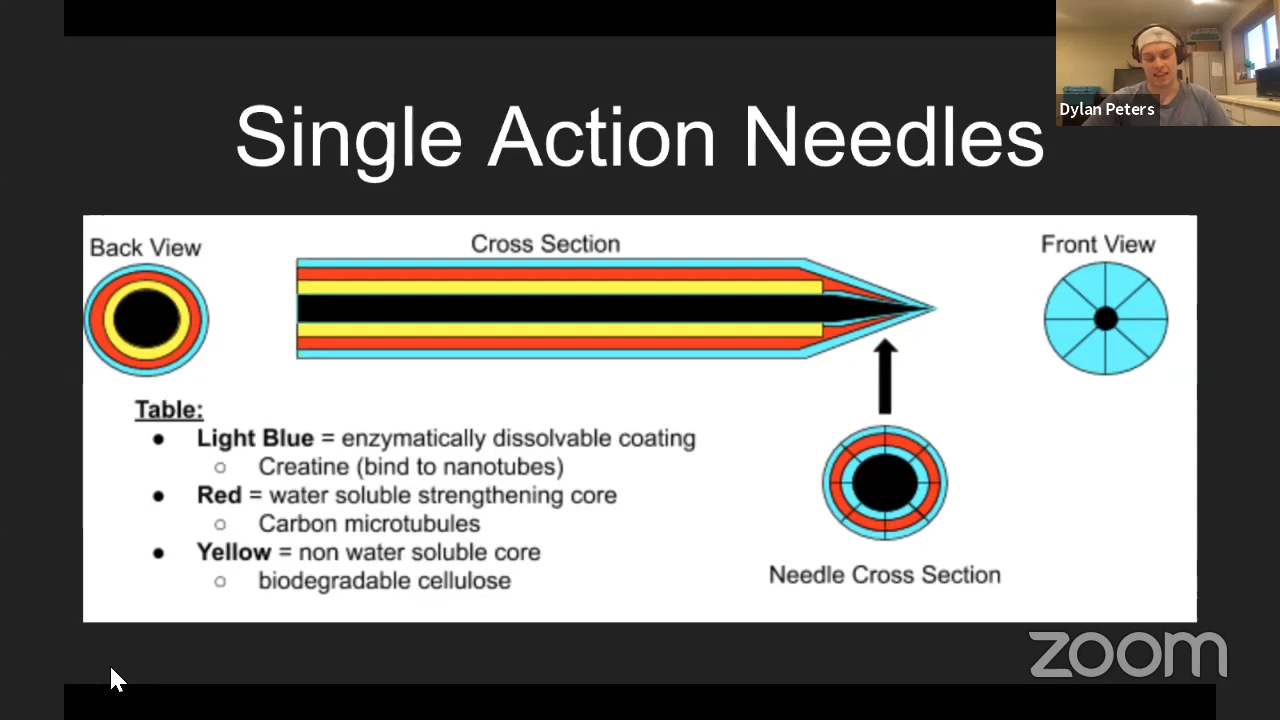 Dylan Peters
Single Action Needles
Back View
Cross Section
Front View
Table:
● Light Blue = enzymatically dissolvable coating
○ Creatine (bind to nanotubes)
● Red = water soluble strengthening core
○ Carbon microtubules
● Yellow = non water soluble core
○ biodegradable cellulose
Needle Cross Section
zoom